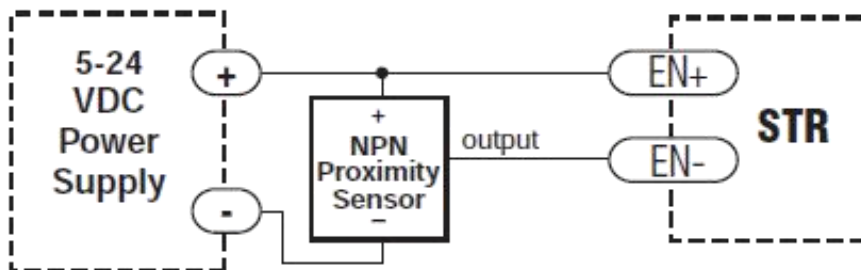 5-24
VDC
Power
Supply
+
-
+
NPN
Proximity
Sensor
−
output
EN+
EN-
STR